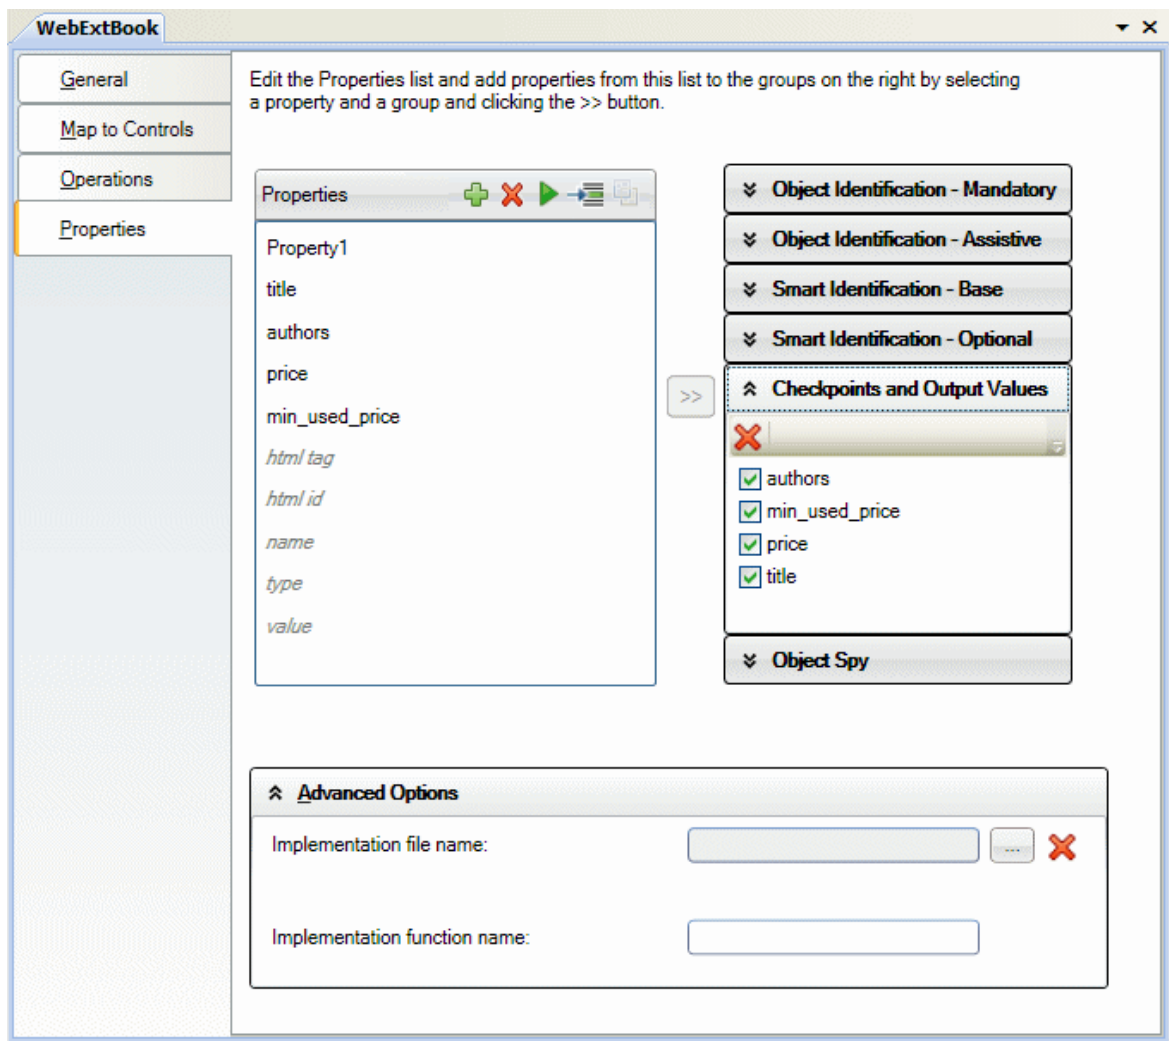 WebExtBook
General
Map to Controls
Operations
Properties
Edit the Properties list and add properties from this list to the groups on the right by selecting
a property and a group and clicking the >> button.
Properties
Property1
title
authors
price
min_used_price
html tag
html id
name
type
value
>>
Object Identification - Mandatory
Object Identification - Assistive
Smart Identification - Base
Smart Identification - Optional
Checkpoints and Output Values
authors
min_used_price
price
title
Object Spy
Advanced Options
Implementation file name:
...
Implementation function name: